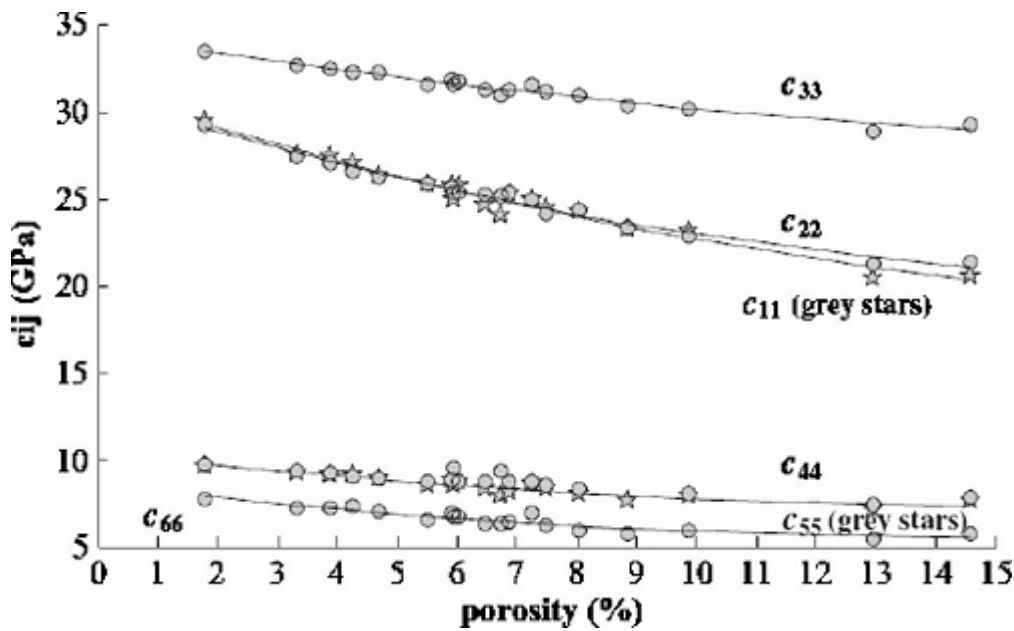 35
30
25
20
15
10
5
cij (GPa)
c33
c22
c11 (grey stars)
c44
c66
c55 (grey stars)
0 1 2 3 4 5 6 7 8 9 10 11 12 13 14 15
porosity (%)